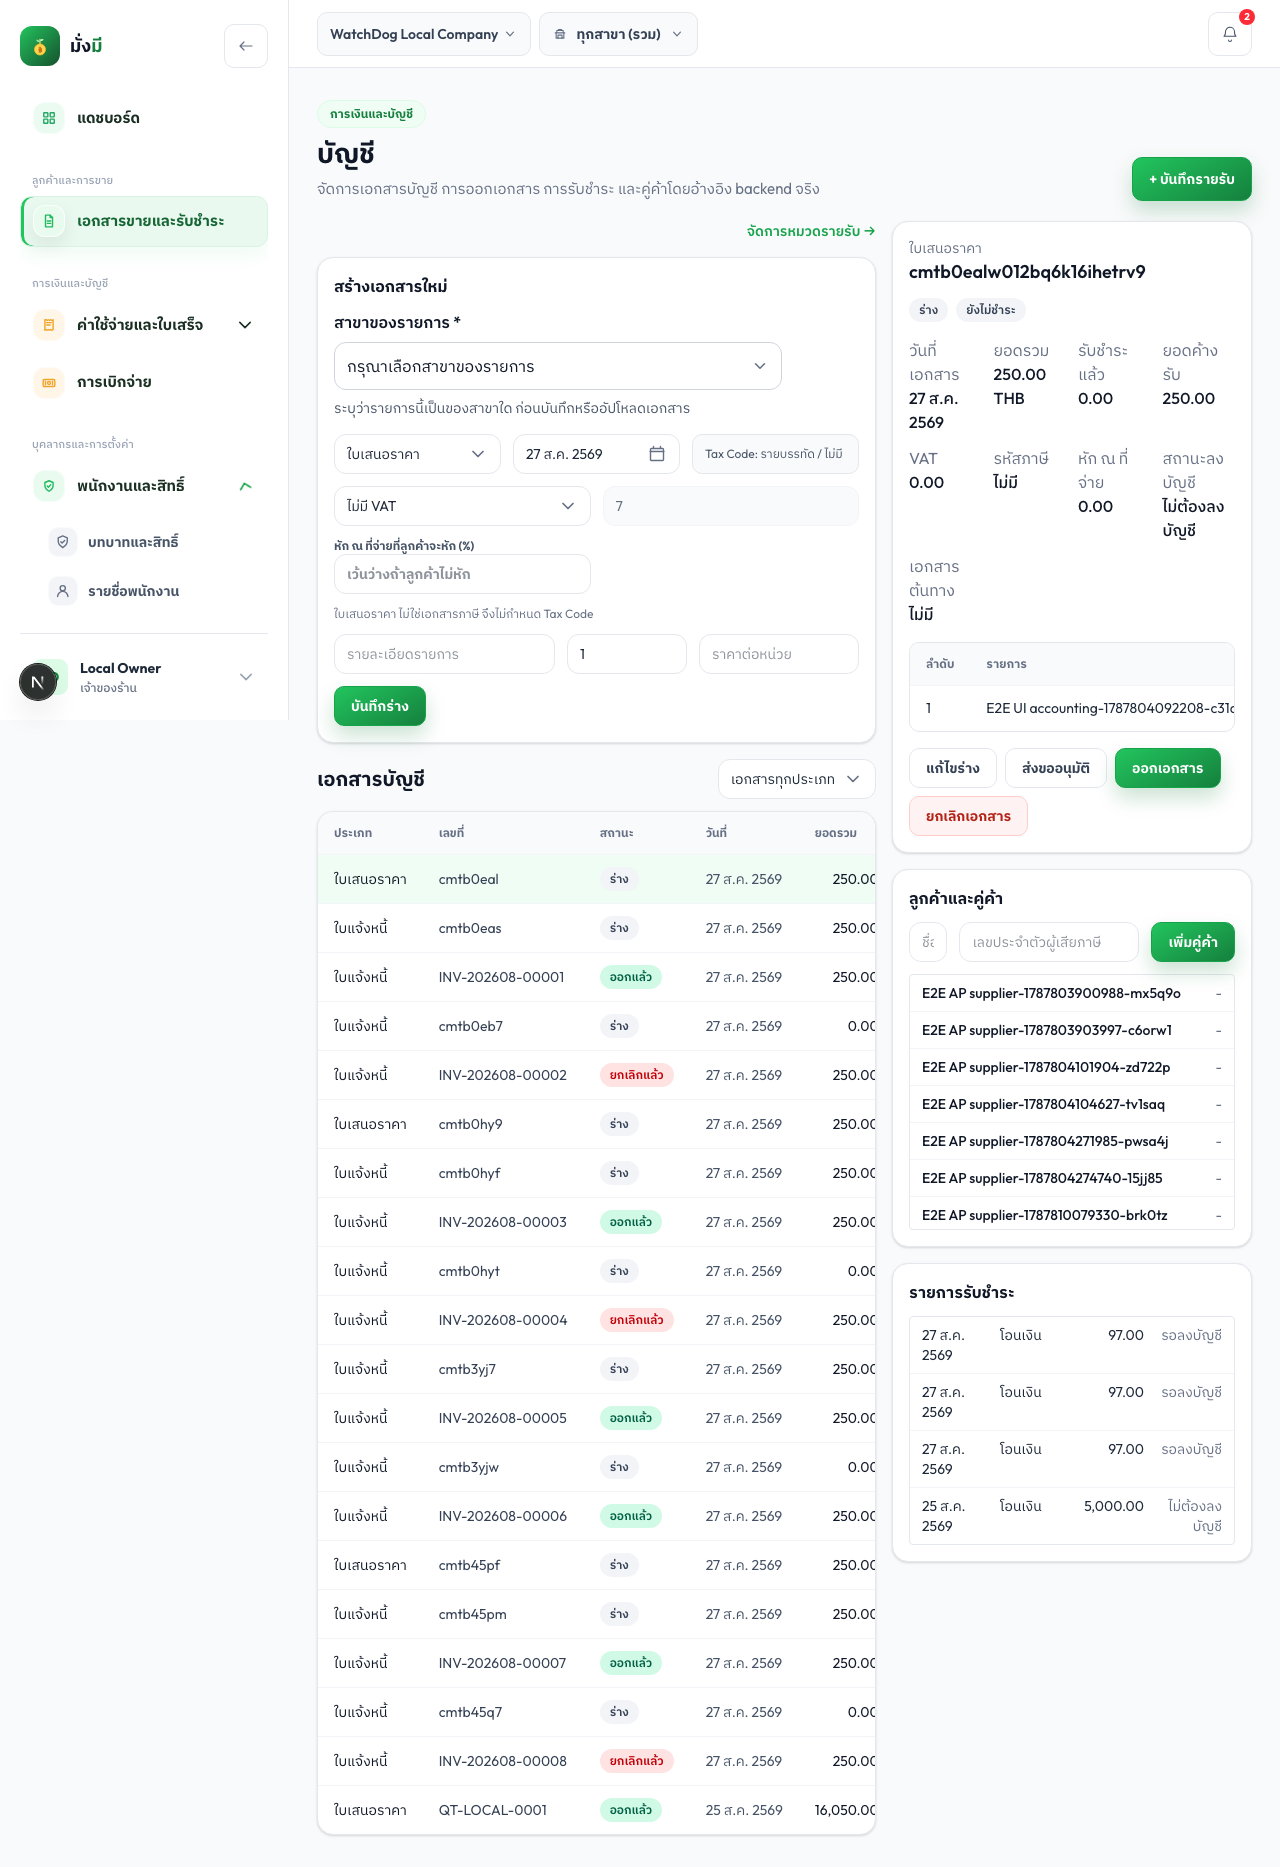 มั่งมี
แดชบอร์ด
ลูกค้าและการขาย
เอกสารขายและรับชำระ
การเงินและบัญชี
ค่าใช้จ่ายและใบเสร็จ
การเบิกจ่าย
บุคลากรและการตั้งค่า
พนักงานและสิทธิ์
บทบาทและสิทธิ์
รายชื่อพนักงาน
N
Local Owner
เจ้าของร้าน
WatchDog Local Company
ทุกสาขา (รวม)
2
การเงินและบัญชี
บัญชี
จัดการเอกสารบัญชี การออกเอกสาร การรับชำระ และคู่ค้าโดยอ้างอิง backend จริง
+ บันทึกรายรับ
จัดการหมวดรายรับ →
สร้างเอกสารใหม่
สาขาของรายการ *
กรุณาเลือกสาขาของรายการ
ระบุว่ารายการนี้เป็นของสาขาใด ก่อนบันทึกหรืออัปโหลดเอกสาร
ใบเสนอราคา
27 ส.ค. 2569
Tax Code: รายบรรทัด / ไม่มี
ไม่มี VAT
7
หัก ณ ที่จ่ายที่ลูกค้าจะหัก (%)
เว้นว่างถ้าลูกค้าไม่หัก
ใบเสนอราคา ไม่ใช่เอกสารภาษี จึงไม่กำหนด Tax Code
รายละเอียดรายการ
1
ราคาต่อหน่วย
บันทึกร่าง
เอกสารบัญชี
เอกสารทุกประเภท
ประเภท เลขที่ สถานะ วันที่ ยอดรวม
ใบเสนอราคา cmtb0eal ร่าง 27 ส.ค. 2569 250.00
ใบแจ้งหนี้ cmtb0eas ร่าง 27 ส.ค. 2569 250.00
ใบแจ้งหนี้ INV-202608-00001 ออกแล้ว 27 ส.ค. 2569 250.00
ใบแจ้งหนี้ cmtb0eb7 ร่าง 27 ส.ค. 2569 0.00
ใบแจ้งหนี้ INV-202608-00002 ยกเลิกแล้ว 27 ส.ค. 2569 250.00
ใบเสนอราคา cmtb0hy9 ร่าง 27 ส.ค. 2569 250.00
ใบแจ้งหนี้ cmtb0hyf ร่าง 27 ส.ค. 2569 250.00
ใบแจ้งหนี้ INV-202608-00003 ออกแล้ว 27 ส.ค. 2569 250.00
ใบแจ้งหนี้ cmtb0hyt ร่าง 27 ส.ค. 2569 0.00
ใบแจ้งหนี้ INV-202608-00004 ยกเลิกแล้ว 27 ส.ค. 2569 250.00
ใบแจ้งหนี้ cmtb3yj7 ร่าง 27 ส.ค. 2569 250.00
ใบแจ้งหนี้ INV-202608-00005 ออกแล้ว 27 ส.ค. 2569 250.00
ใบแจ้งหนี้ cmtb3yjw ร่าง 27 ส.ค. 2569 0.00
ใบแจ้งหนี้ INV-202608-00006 ออกแล้ว 27 ส.ค. 2569 250.00
ใบเสนอราคา cmtb45pf ร่าง 27 ส.ค. 2569 250.00
ใบแจ้งหนี้ cmtb45pm ร่าง 27 ส.ค. 2569 250.00
ใบแจ้งหนี้ INV-202608-00007 ออกแล้ว 27 ส.ค. 2569 250.00
ใบแจ้งหนี้ cmtb45q7 ร่าง 27 ส.ค. 2569 0.00
ใบแจ้งหนี้ INV-202608-00008 ยกเลิกแล้ว 27 ส.ค. 2569 250.00
ใบเสนอราคา QT-LOCAL-0001 ออกแล้ว 25 ส.ค. 2569 16,050.00
ใบเสนอราคา
cmtb0ealw012bq6k16ihetrv9
ร่าง ยังไม่ชำระ
วันที่ ยอดรวม รับชำระ ยอดค้าง
เอกสาร 250.00 แล้ว รับ
27 ส.ค. THB 0.00 250.00
2569
VAT รหัสภาษี หัก ณ ที่ สถานะลง
0.00 ไม่มี จ่าย บัญชี
0.00 ไม่ต้องลง
บัญชี
เอกสาร
ต้นทาง
ไม่มี
ลำดับ รายการ
1 E2E UI accounting-1787804092208-c31
แก้ไขร่าง ส่งขออนุมัติ ออกเอกสาร
ยกเลิกเอกสาร
ลูกค้าและคู่ค้า
เลขประจำตัวผู้เสียภาษี เพิ่มคู่ค้า
E2E AP supplier-1787803900988-mx5q9o -
E2E AP supplier-1787803903997-c6orw1 -
E2E AP supplier-1787804101904-zd722p -
E2E AP supplier-1787804104627-tv1saq -
E2E AP supplier-1787804271985-pwsa4j -
E2E AP supplier-1787804274740-15jj85 -
E2E AP supplier-1787810079330-brk0tz -
รายการรับชำระ
27 ส.ค. โอนเงิน 97.00 รอลงบัญชี
2569
27 ส.ค. โอนเงิน 97.00 รอลงบัญชี
2569
27 ส.ค. โอนเงิน 97.00 รอลงบัญชี
2569
25 ส.ค. โอนเงิน 5,000.00 ไม่ต้องลง
2569 บัญชี